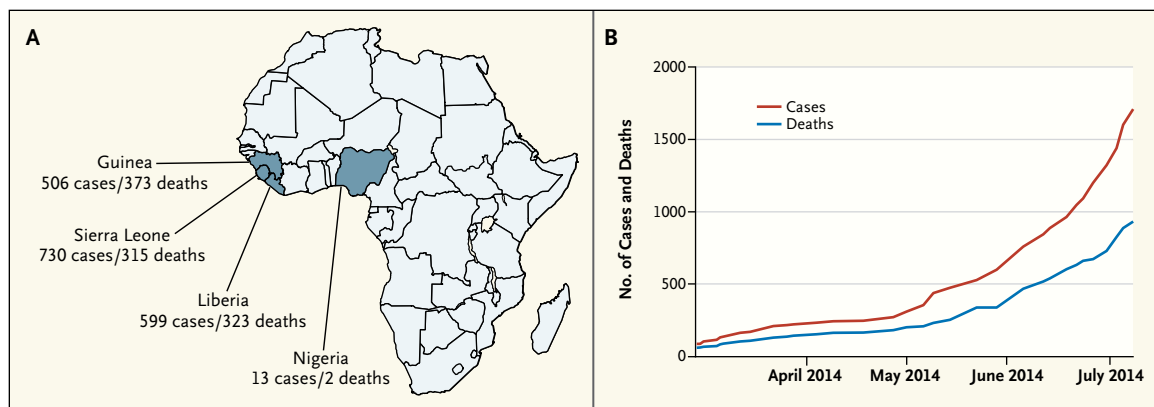 A
Guinea
506 cases/373 deaths
Sierra Leone
730 cases/315 deaths
Liberia
599 cases/323 deaths
Nigeria
13 cases/2 deaths
B
2000
1500
1000
500
0
No. of Cases and Deaths
Cases
Deaths
April 2014 May 2014 June 2014 July 2014